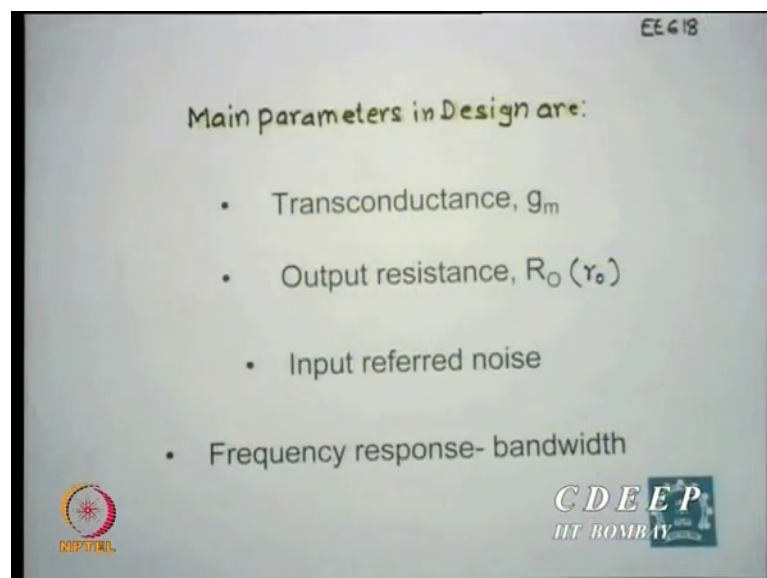 EE618
Main parameters in Design are:
• Transconductance, gm
• Output resistance, RO (ro)
• Input referred noise
• Frequency response- bandwidth
NPTEL
CDEEP
IIT BOMBAY